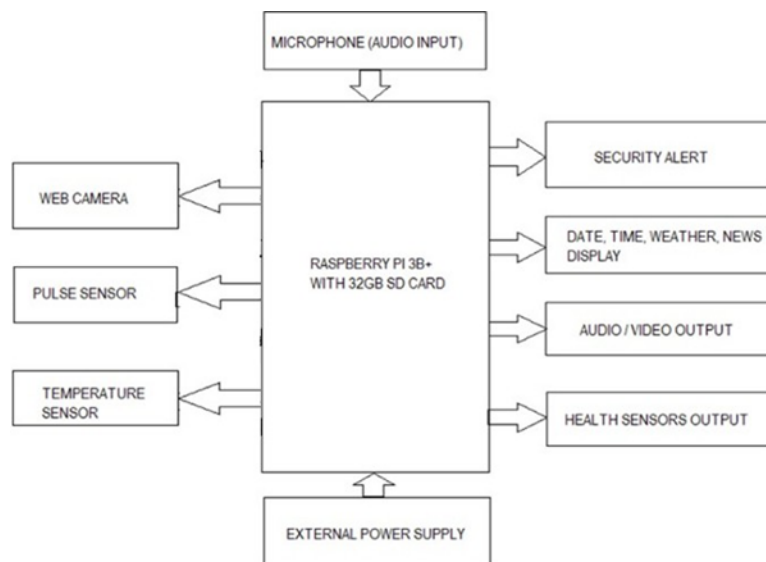 MICROPHONE (AUDIO INPUT)
WEB CAMERA
PULSE SENSOR
TEMPERATURE
SENSOR
RASPBERRY PI 3B+
WITH 32GB SD CARD
SECURITY ALERT
DATE, TIME, WEATHER, NEWS
DISPLAY
AUDIO / VIDEO OUTPUT
HEALTH SENSORS OUTPUT
EXTERNAL POWER SUPPLY